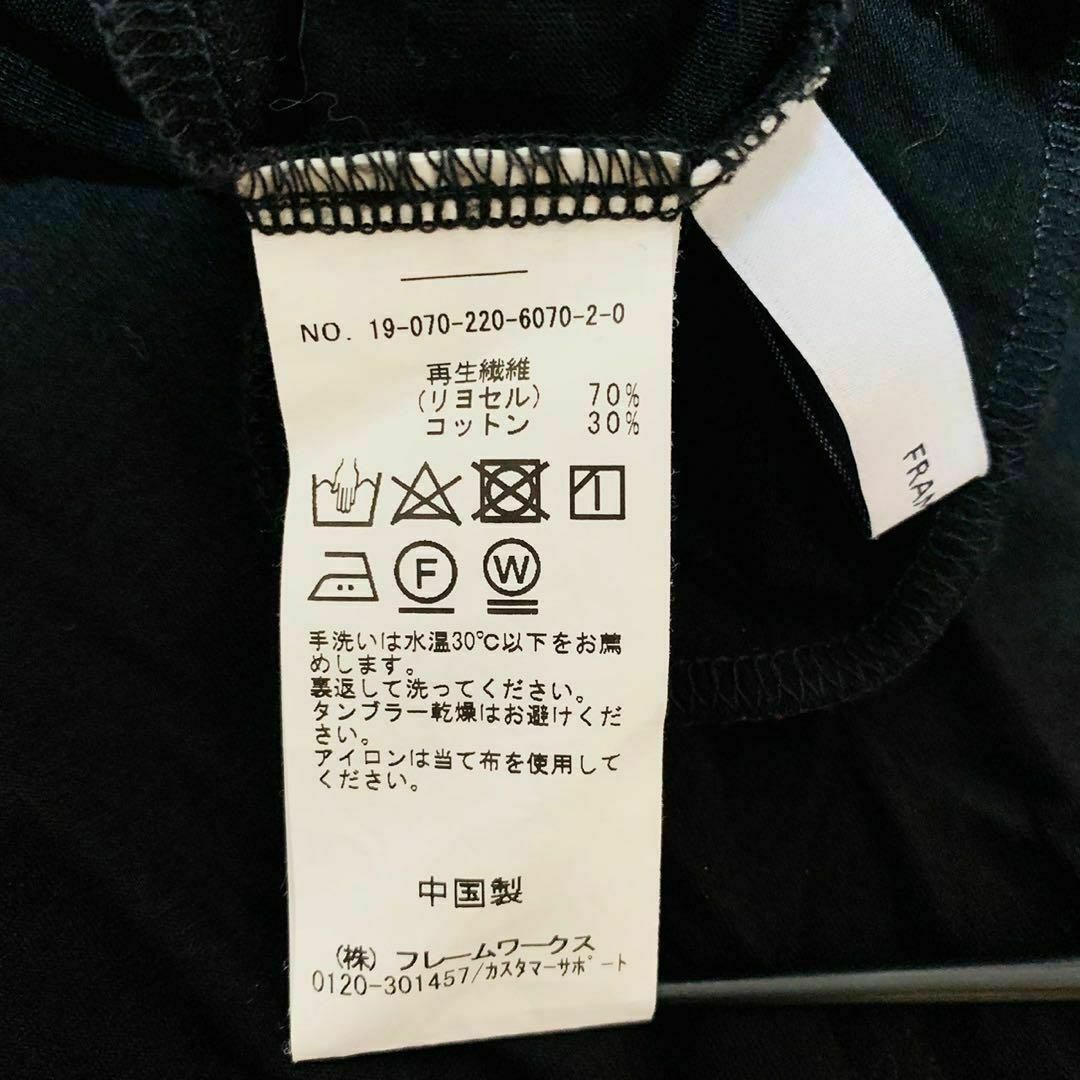 NO. 19-070-220-6070-2-0
再生繊維
(リヨセル) 70%
コットン 30%
F
W
手洗いは水温30℃以下をお薦
めします。
裏返して洗ってください。
タンブラー乾燥はお避けくだ
さい。
アイロンは当て布を使用して
ください。
中国製
(株) フレームワークス
0120-301457/カスタマーサポート